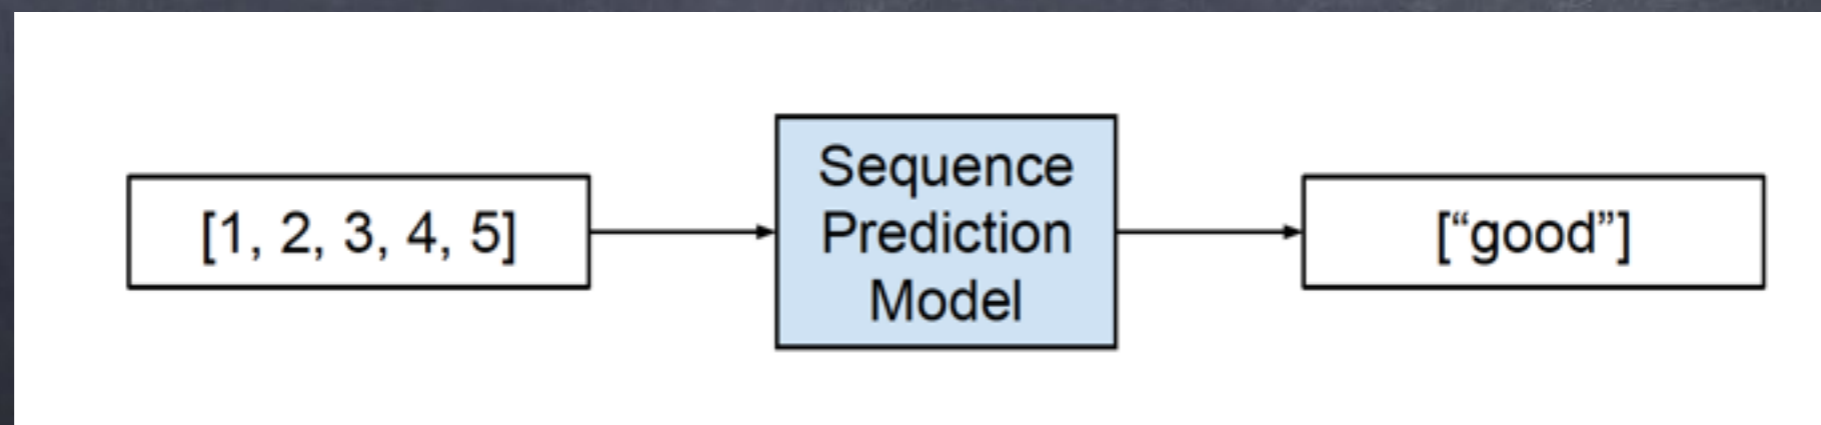 [1, 2, 3, 4, 5]
Sequence
Prediction
Model
[“good”]